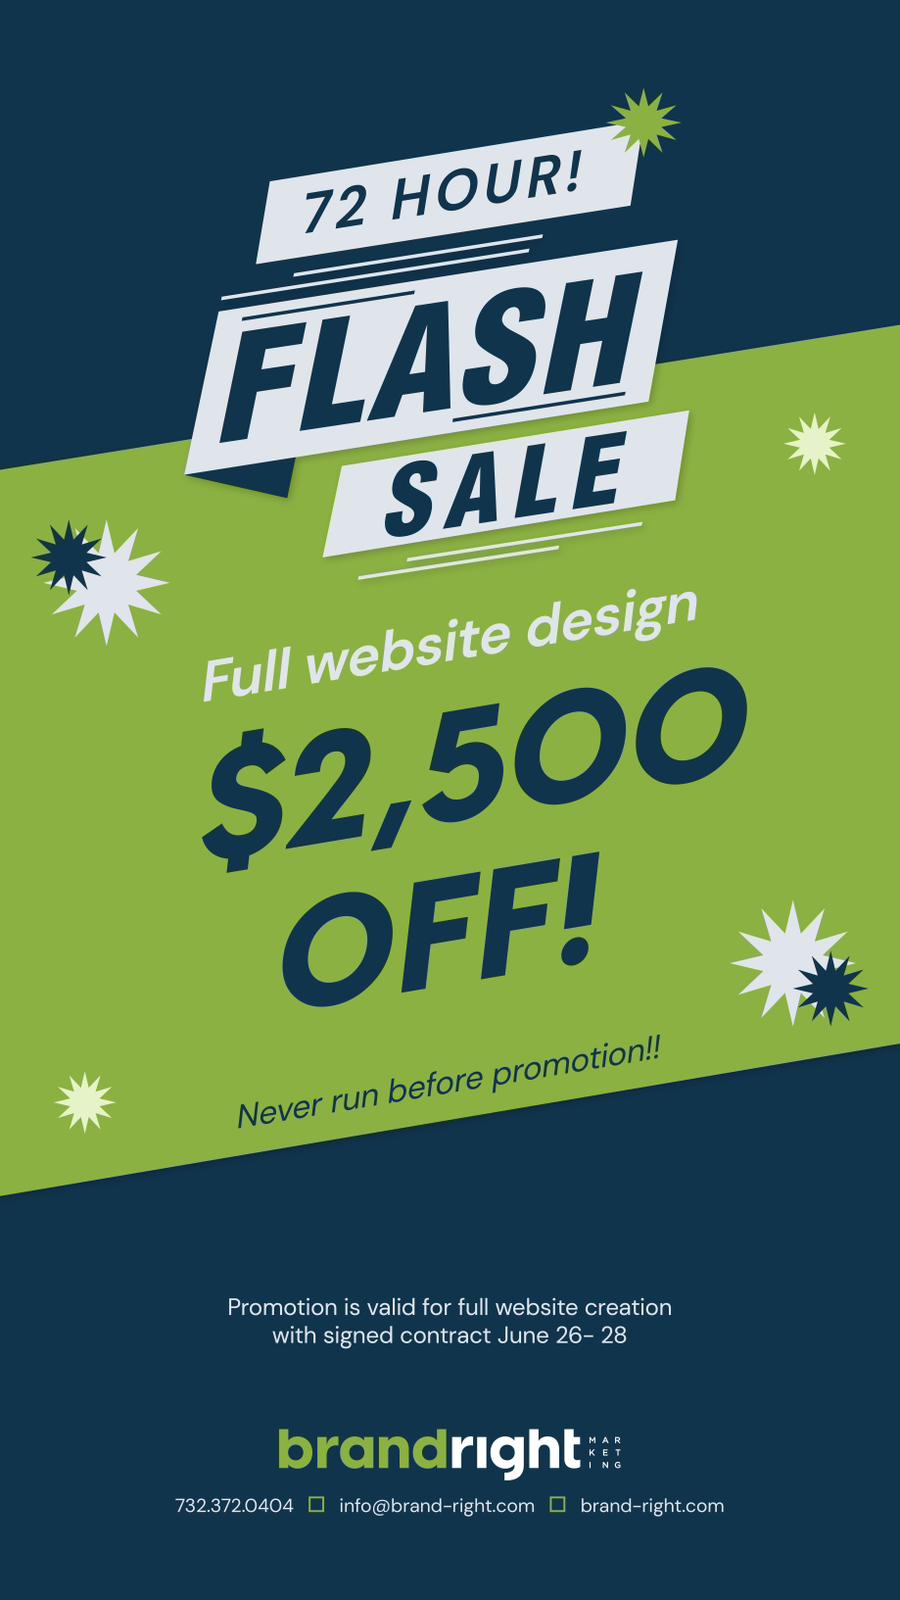 72 HOUR!
FLASH
SALE
Full website design
$2,500
OFF!
Never run before promotion!!
Promotion is valid for full website creation
with signed contract June 26- 28
brandright MARKETING
732.372.0404 info@brand-right.com brand-right.com